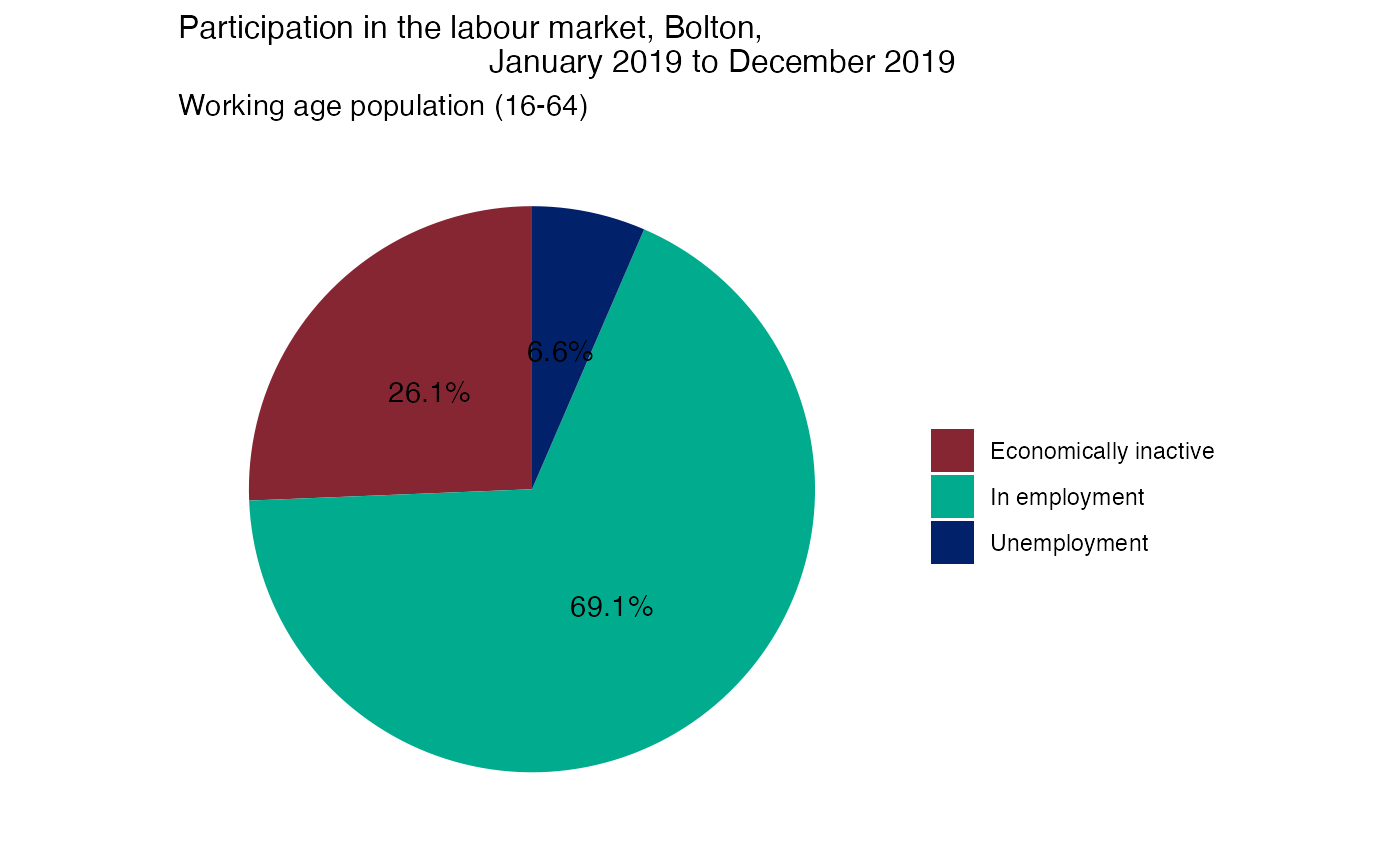 Participation in the labour market, Bolton,
January 2019 to December 2019
Working age population (16-64)
6.6%
26.1%
69.1%
Economically inactive
In employment
Unemployment